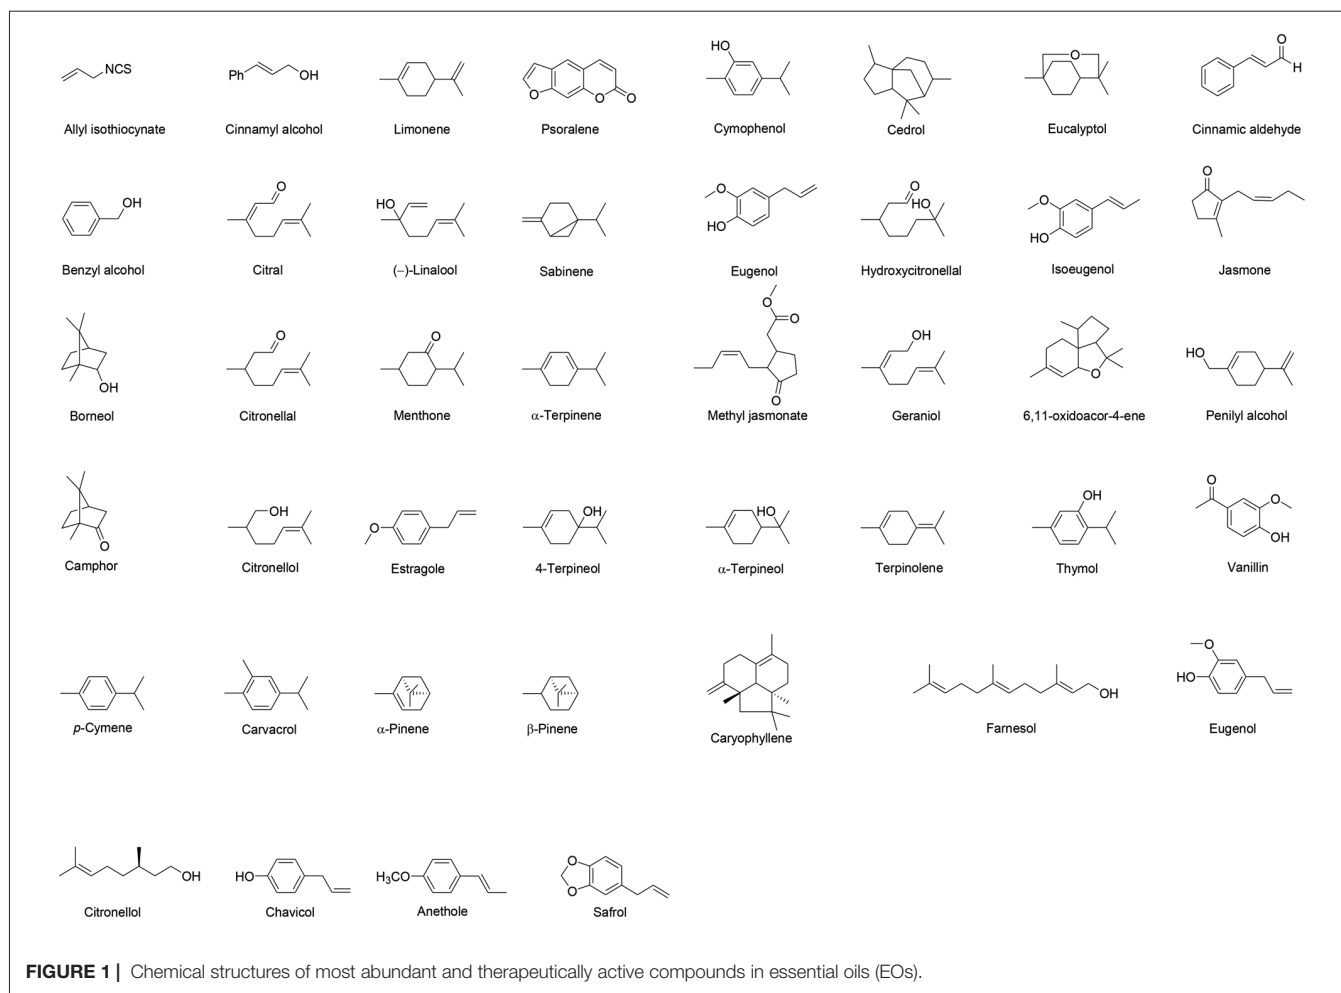 NCS
Allyl isothiocynate
Ph
OH
Cinnamyl alcohol
Limonene
O
O
O
Psoralene
HO
Cymophenol
Cedrol
O
Eucalyptol
O
H
Cinnamic aldehyde
OH
Benzyl alcohol
O
Citral
HO
(−)-Linalool
Sabinene
O
HO
Eugenol
O
HO
Hydroxycitronellal
O
HO
Isoeugenol
O
Jasmone
OH
Borneol
O
Citronellal
O
Menthone
α-Terpinene
O
O
O
Methyl jasmonate
OH
Geraniol
O
6,11-oxidoacor-4-ene
HO
Penilyl alcohol
O
Camphor
OH
Citronellol
O
Estragole
OH
4-Terpineol
HO
α-Terpineol
Terpinolene
OH
Thymol
O
O
OH
Vanillin
p-Cymene
Carvacrol
α-Pinene
β-Pinene
Caryophyllene
OH
Farnesol
O
HO
Eugenol
OH
Citronellol
HO
Chavicol
H₃CO
Anethole
O
O
Safrol
FIGURE 1 | Chemical structures of most abundant and therapeutically active compounds in essential oils (EOs).